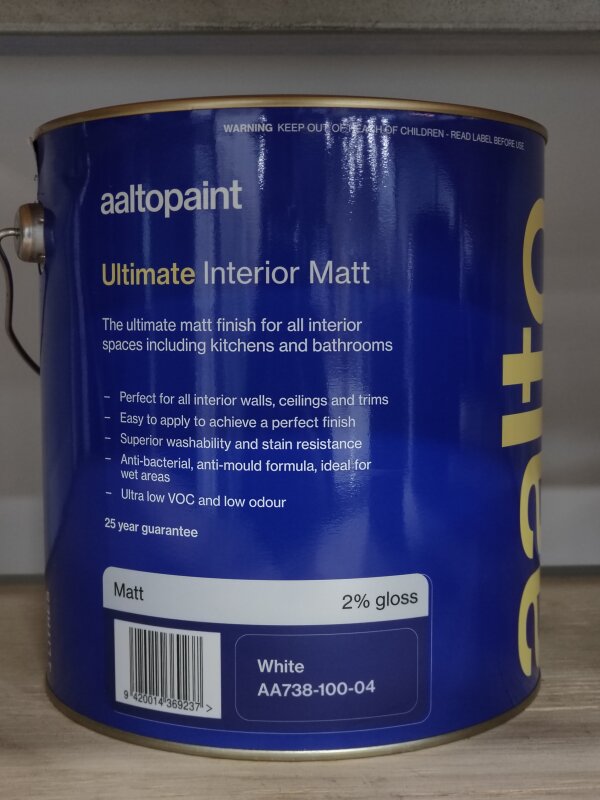 WARNING KEEP OUT OF REACH OF CHILDREN - READ LABEL BEFORE USE
aaltopaint
Ultimate Interior Matt
The ultimate matt finish for all interior
spaces including kitchens and bathrooms
– Perfect for all interior walls, ceilings and trims
– Easy to apply to achieve a perfect finish
– Superior washability and stain resistance
– Anti-bacterial, anti-mould formula, ideal for
wet areas
– Ultra low VOC and low odour
25 year guarantee
Matt
2% gloss
White
AA738-100-04
9 420014 369237 >
4 LITRES
aalto